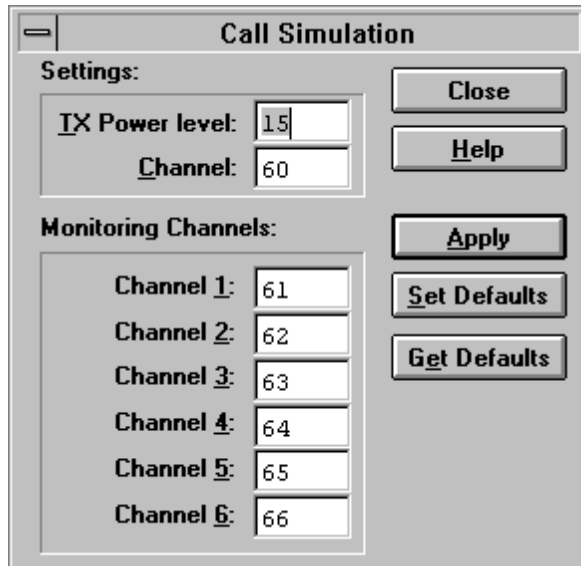 Call Simulation
Settings:
TX Power level: 15
Channel: 60
Close
Help
Monitoring Channels:
Channel 1: 61
Channel 2: 62
Channel 3: 63
Channel 4: 64
Channel 5: 65
Channel 6: 66
Apply
Set Defaults
Get Defaults